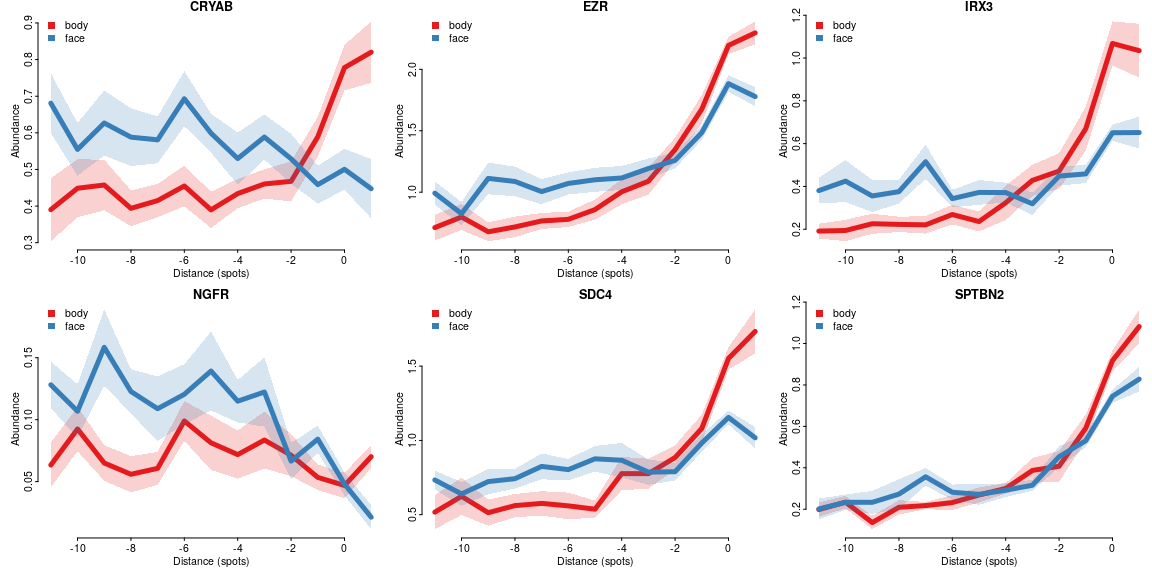 CRYAB
body
face
Abundance
0.3 0.4 0.5 0.6 0.7 0.8 0.9
-10 -8 -6 -4 -2 0
Distance (spots)
EZR
body
face
Abundance
1.0 1.5 2.0
-10 -8 -6 -4 -2 0
Distance (spots)
IRX3
body
face
Abundance
0.2 0.4 0.6 0.8 1.0 1.2
-10 -8 -6 -4 -2 0
Distance (spots)
NGFR
body
face
Abundance
0.05 0.10 0.15
-10 -8 -6 -4 -2 0
Distance (spots)
SDC4
body
face
Abundance
0.5 1.0 1.5
-10 -8 -6 -4 -2 0
Distance (spots)
SPTBN2
body
face
Abundance
0.2 0.4 0.6 0.8 1.0 1.2
-10 -8 -6 -4 -2 0
Distance (spots)